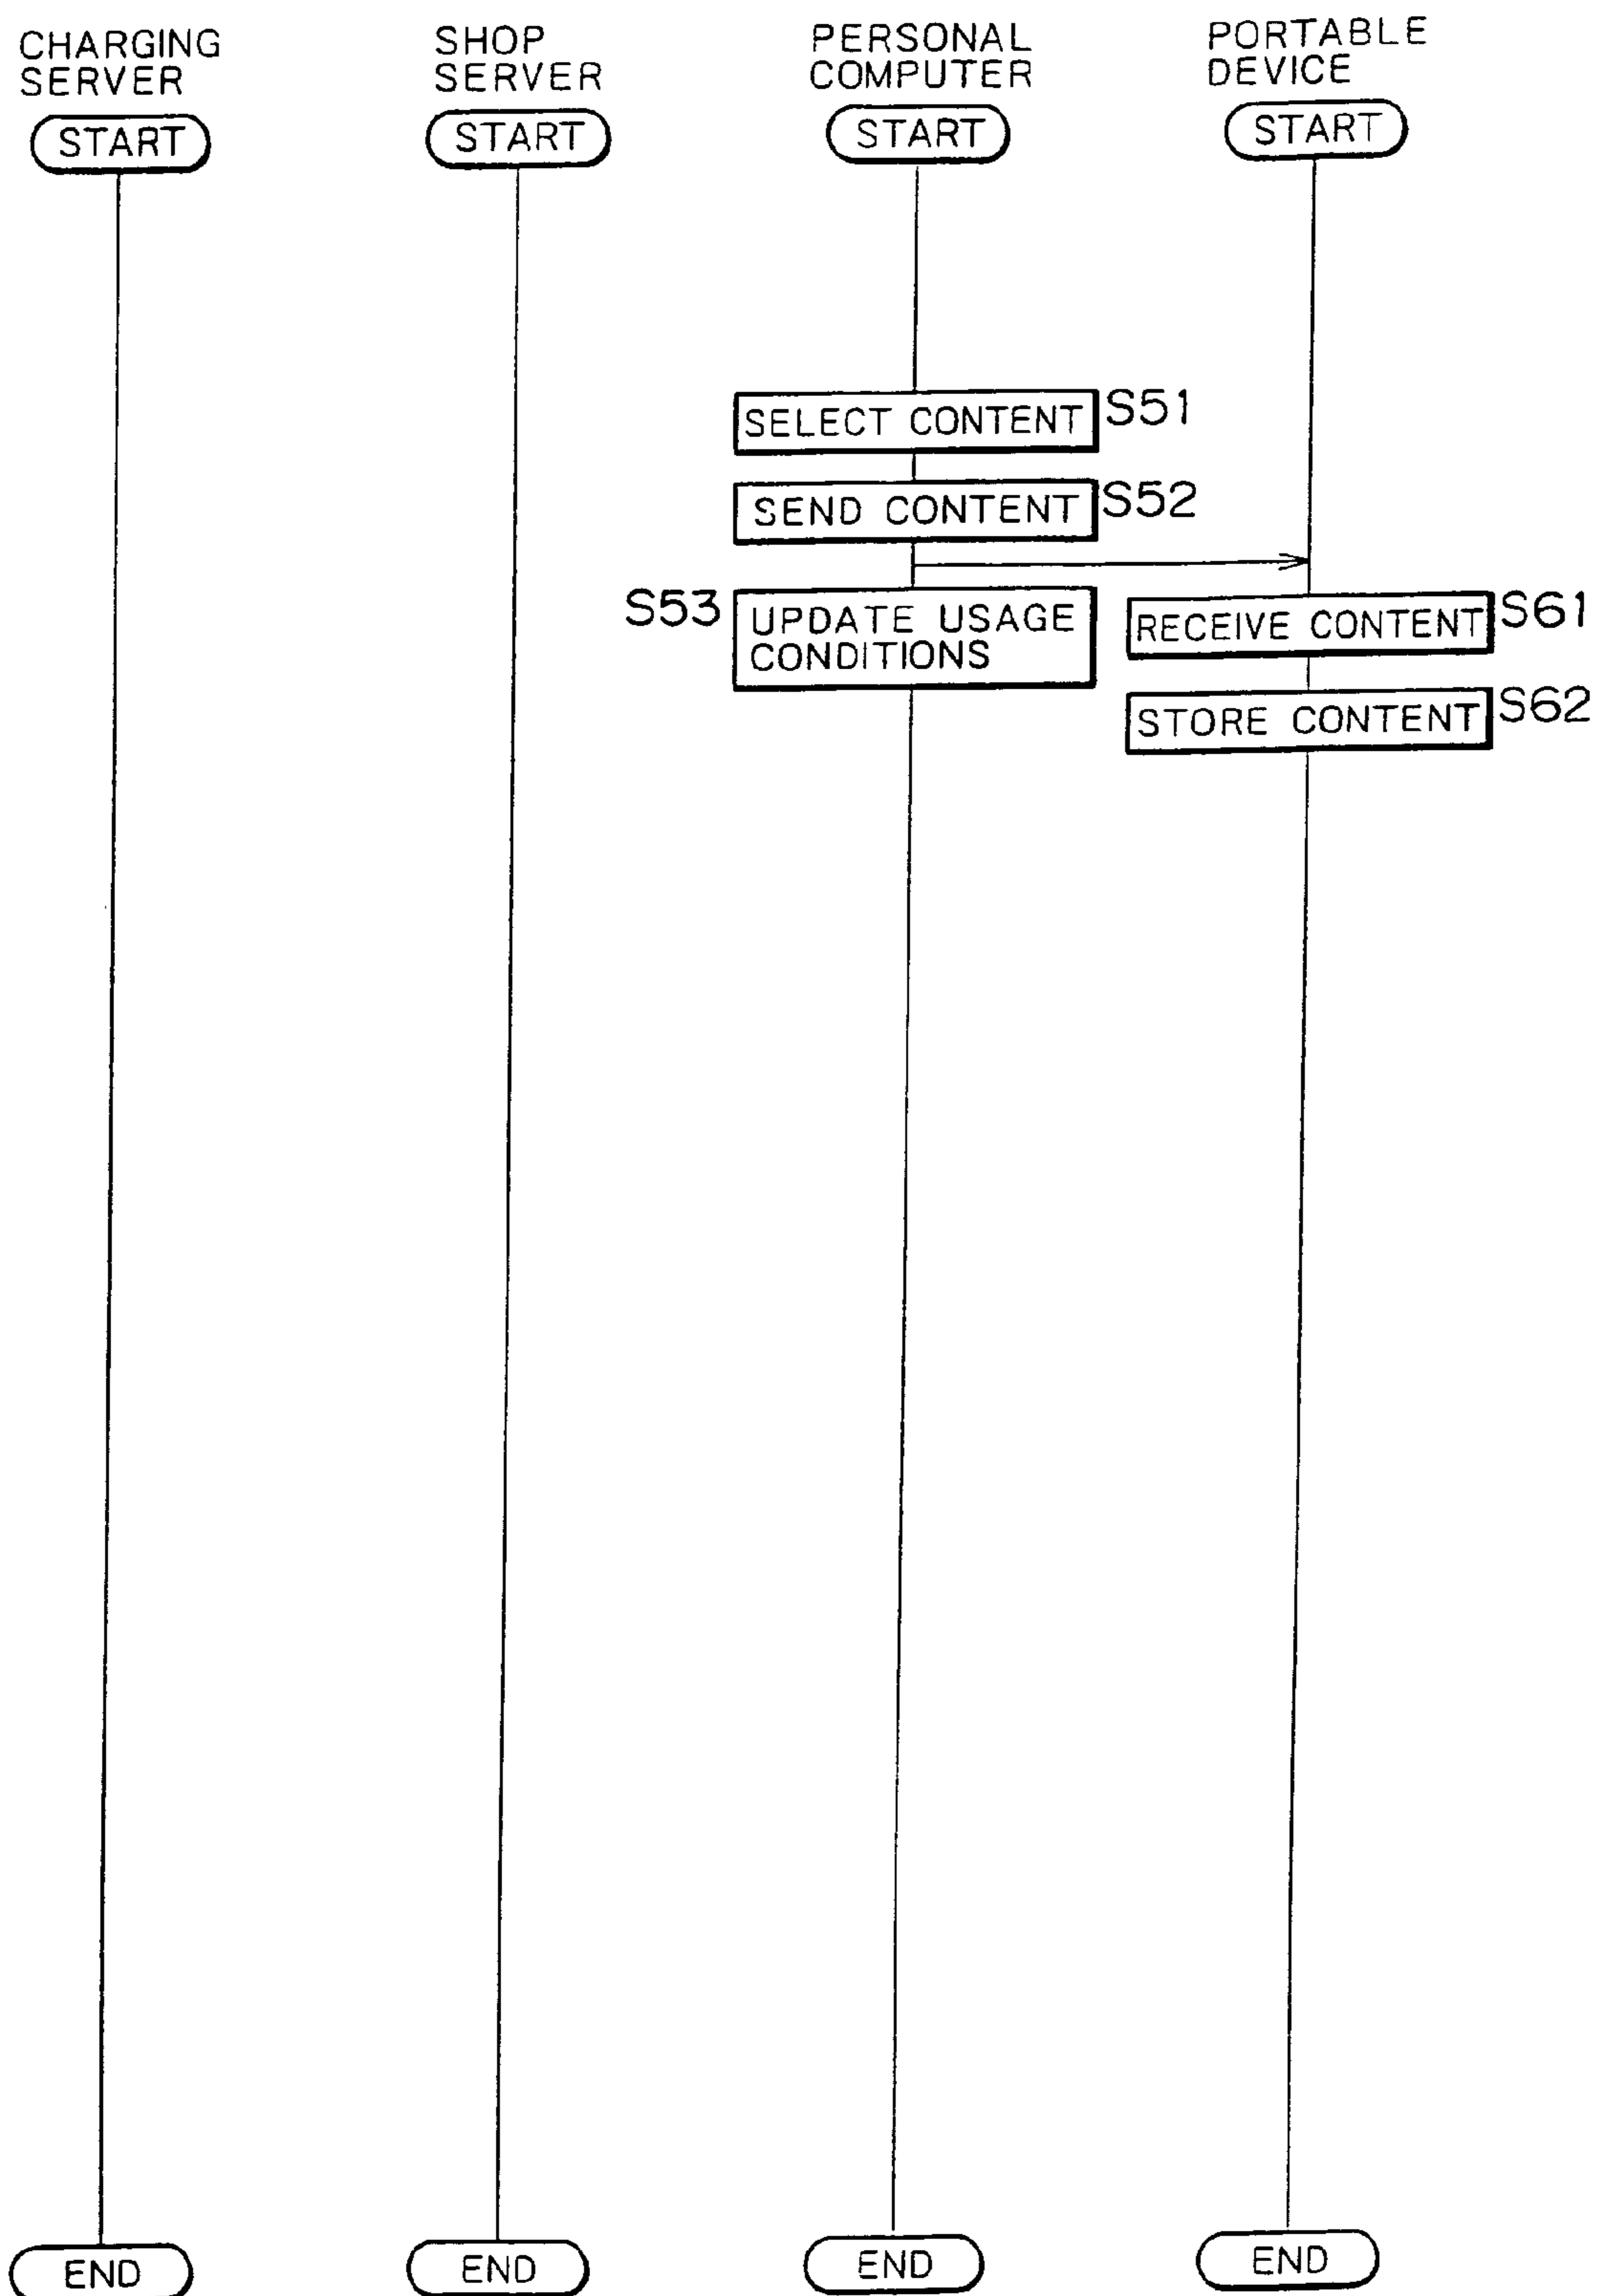 CHARGING
SERVER
SHOP
SERVER
PERSONAL
COMPUTER
PORTABLE
DEVICE
START
START
START
START
SELECT CONTENT
S51
SEND CONTENT
S52
S53
UPDATE USAGE
CONDITIONS
RECEIVE CONTENT
S61
STORE CONTENT
S62
END
END
END
END